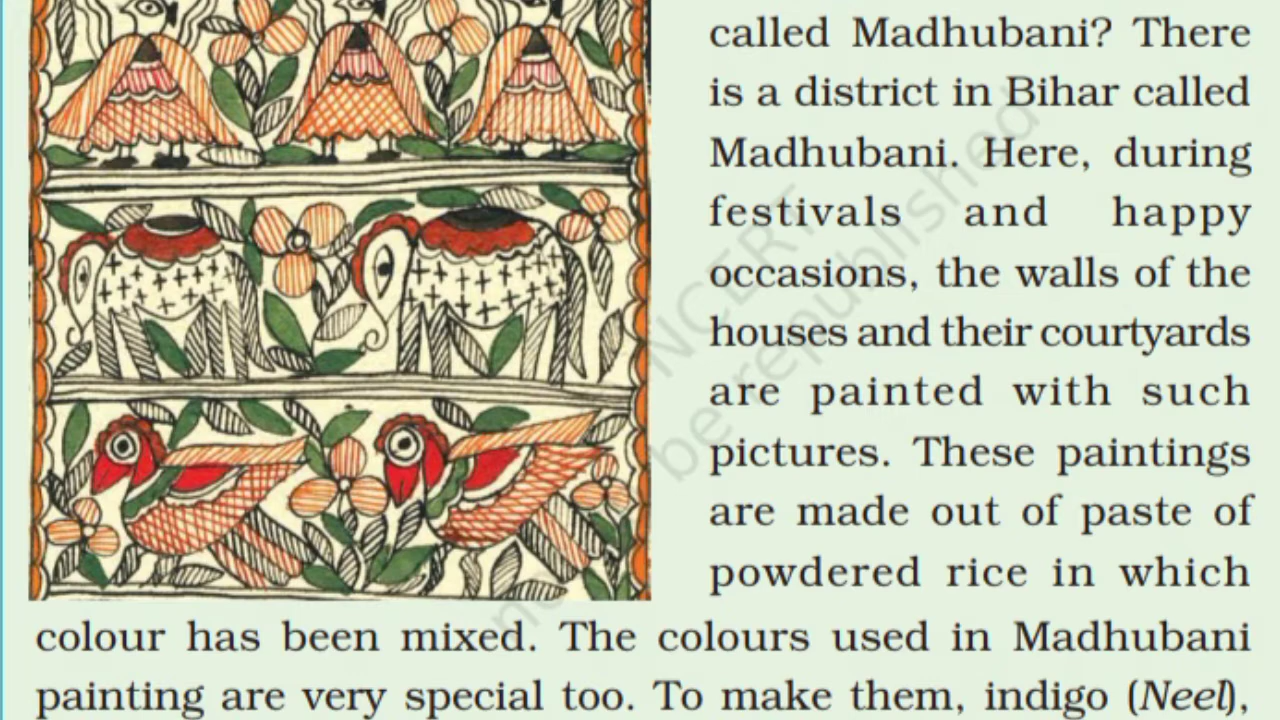 called Madhubani? There
is a district in Bihar called
Madhubani. Here, during
festivals and happy
occasions, the walls of the
houses and their courtyards
are painted with such
pictures. These paintings
are made out of paste of
powdered rice in which
colour has been mixed. The colours used in Madhubani
painting are very special too. To make them, indigo (Neel),
NCERT
be republished